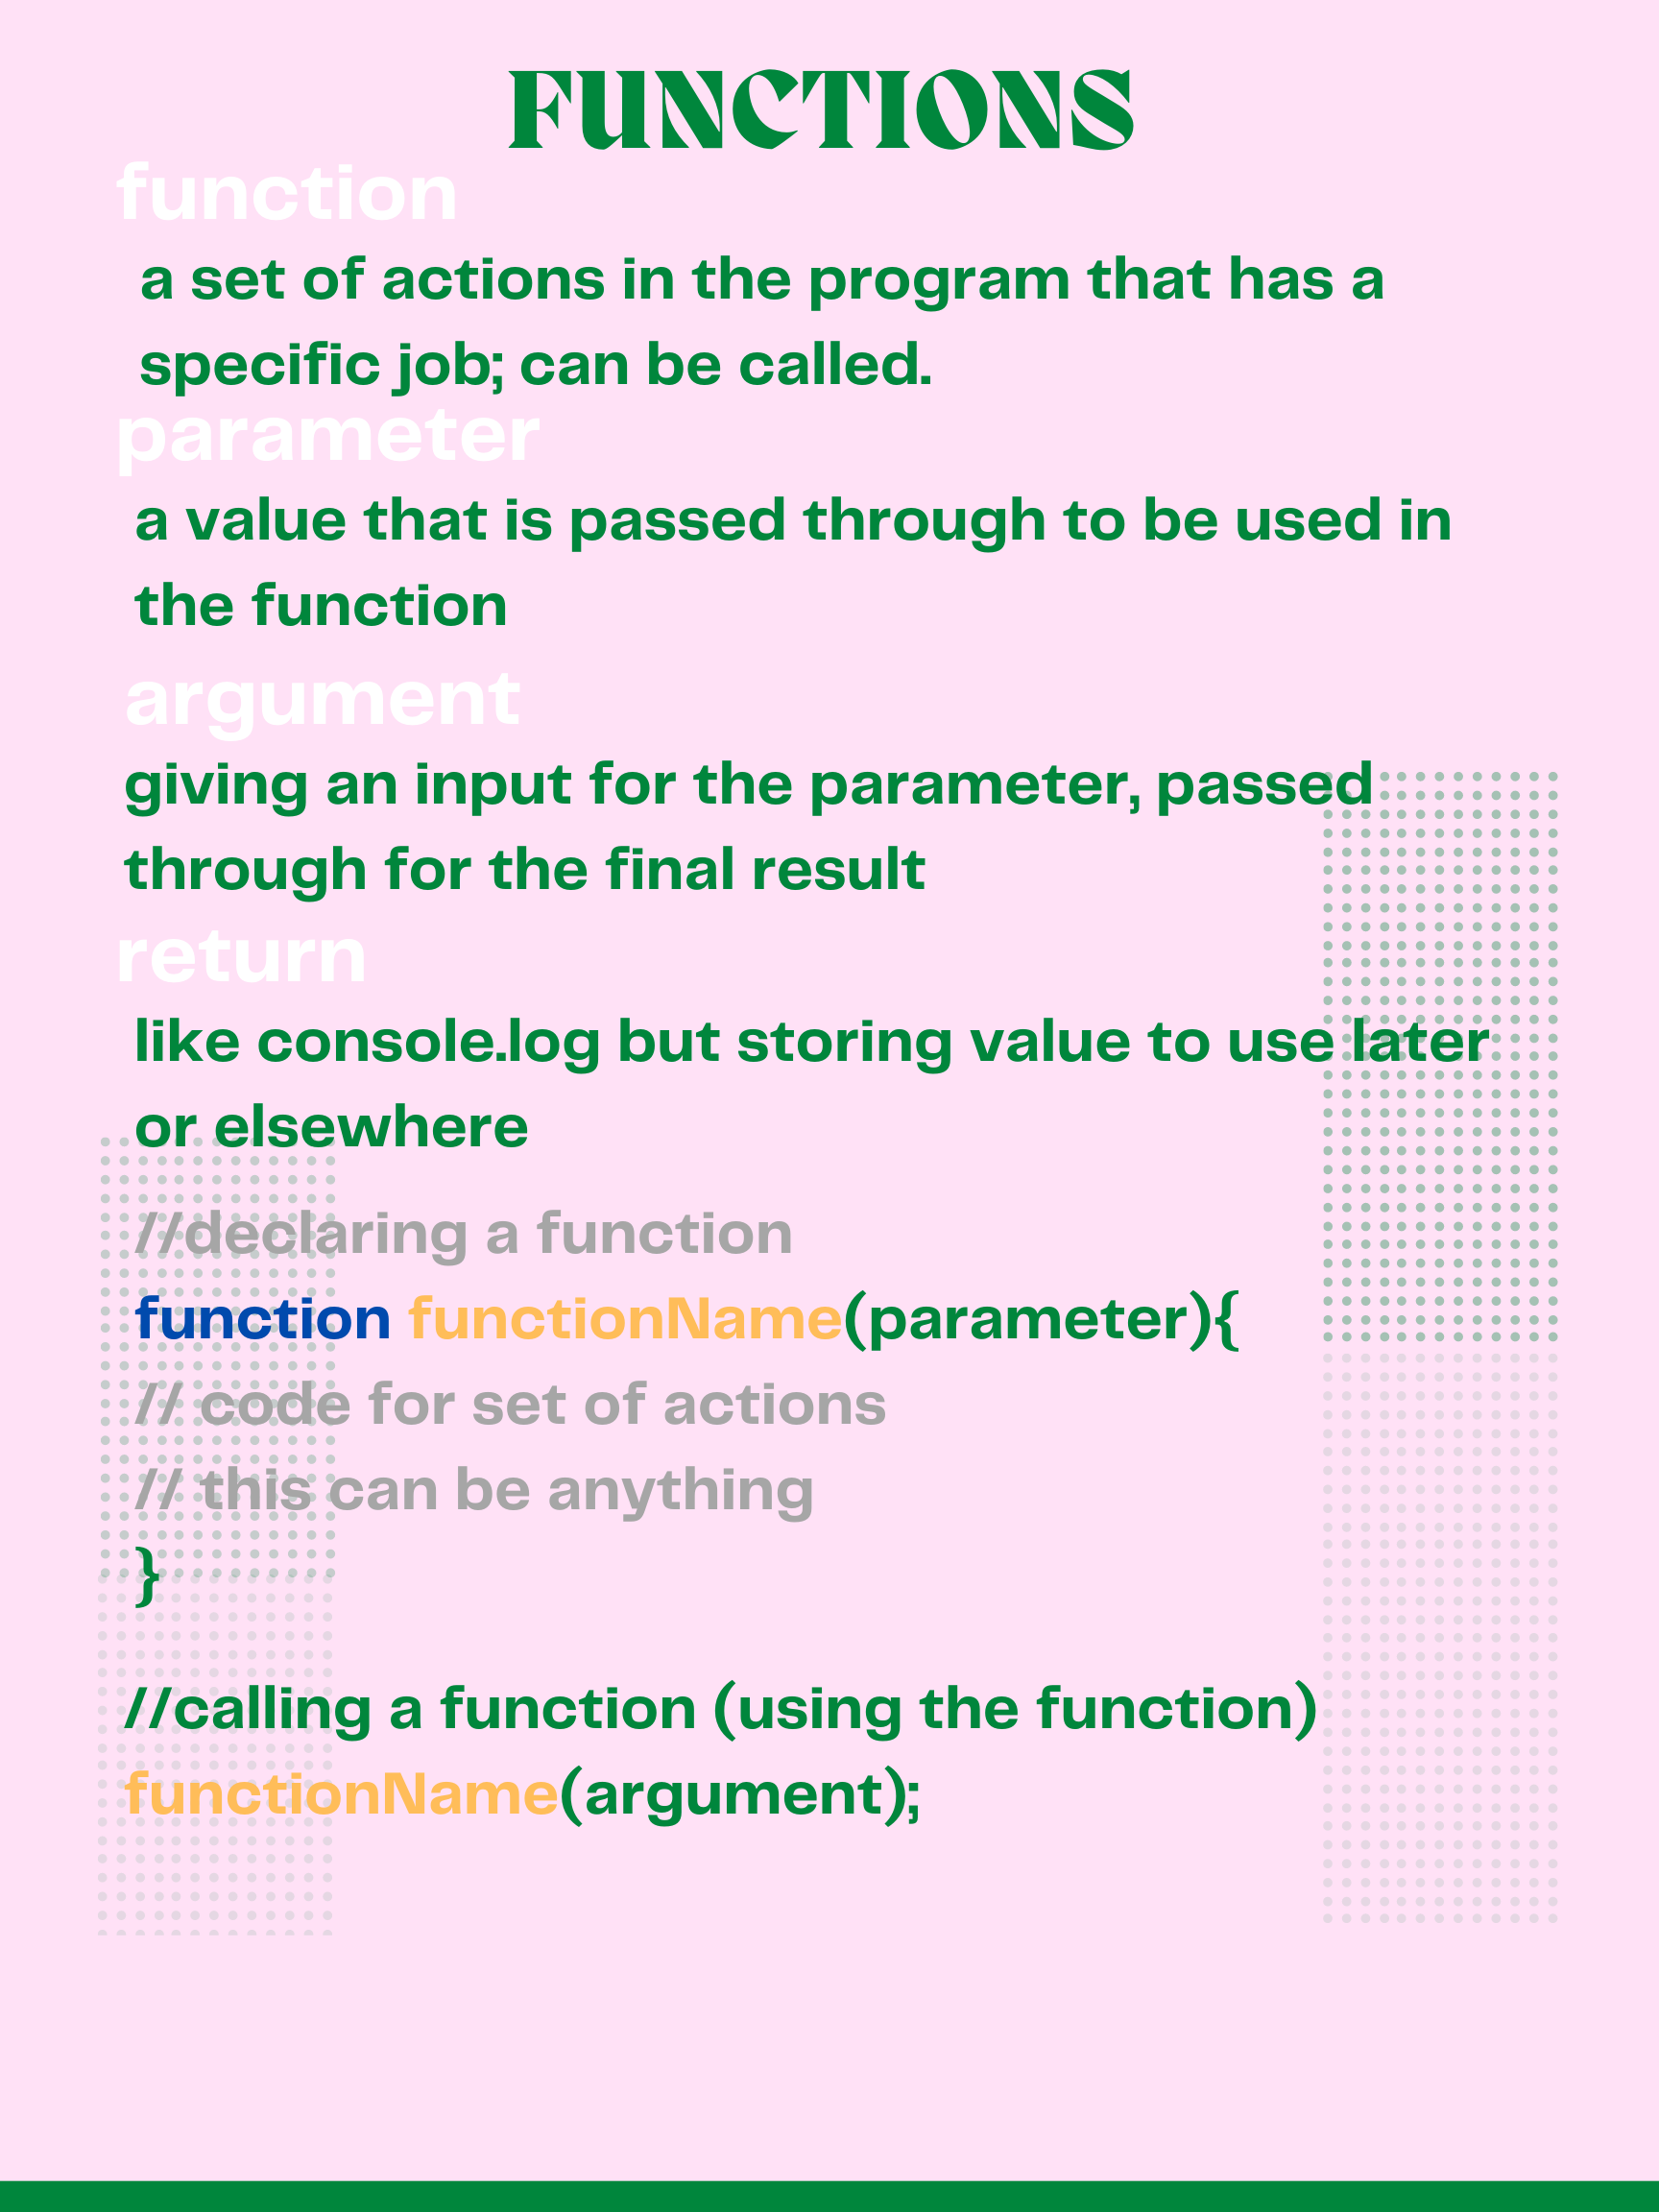 FUNCTIONS
function
a set of actions in the program that has a
specific job; can be called.
parameter
a value that is passed through to be used in
the function
argument
giving an input for the parameter, passed
through for the final result
return
like console.log but storing value to use later
or elsewhere
//declaring a function
function functionName(parameter){
// code for set of actions
// this can be anything
}
//calling a function (using the function)
functionName(argument);